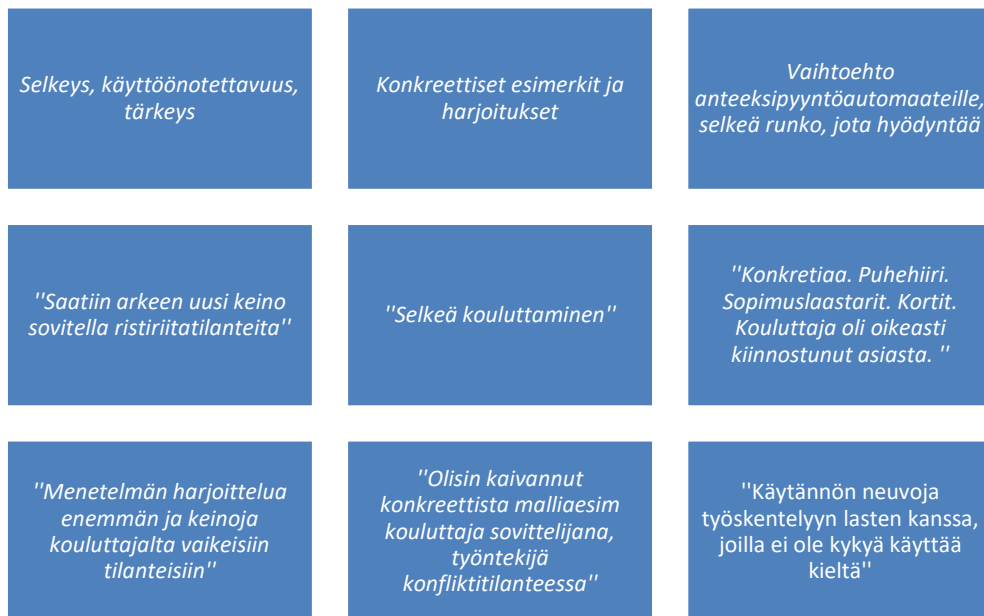 Selkeys, käyttöönotettavuus,
tärkeys
Konkreettiset esimerkit ja
harjoitukset
Vaihtoehto
anteeksipyyntöautomaateille,
selkeä runko, jota hyödyntää
''Saatiin arkeen uusi keino
sovitella ristiriitatilanteita''
''Selkeä kouluttaminen''
''Konkretiaa. Puhehiiri.
Sopimuslaastarit. Kortit.
Kouluttaja oli oikeasti
kiinnostunut asiasta. ''
''Menetelmän harjoittelua
enemmän ja keinoja
kouluttajalta vaikeisiin
tilanteisiin''
''Olisin kaivannut
konkreettista malliaesim
kouluttaja sovittelijana,
työntekijä
konfliktitilanteessa''
''Käytännön neuvoja
työskentelyyn lasten kanssa,
joilla ei ole kykyä käyttää
kieltä''